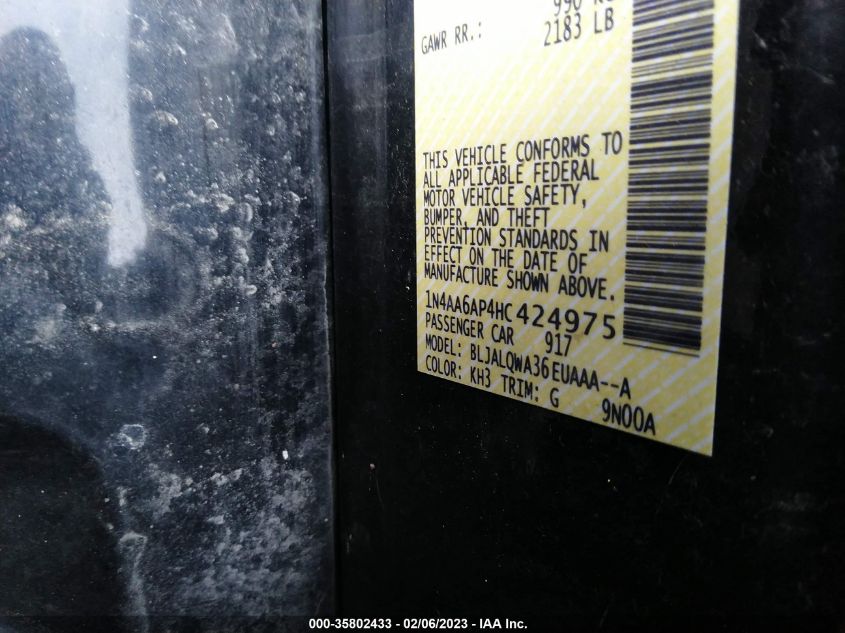 GAWR RR.:
2183 LB
THIS VEHICLE CONFORMS TO
ALL APPLICABLE FEDERAL
MOTOR VEHICLE SAFETY,
BUMPER, AND THEFT
PREVENTION STANDARDS IN
EFFECT ON THE DATE OF
MANUFACTURE SHOWN ABOVE.
1N4AA6AP4HC424975
PASSENGER CAR 917
MODEL: BLJALQWA36EUAAA--A
COLOR: KH3 TRIM: G 9N00A
000-35802433 - 02/06/2023 - IAA Inc.